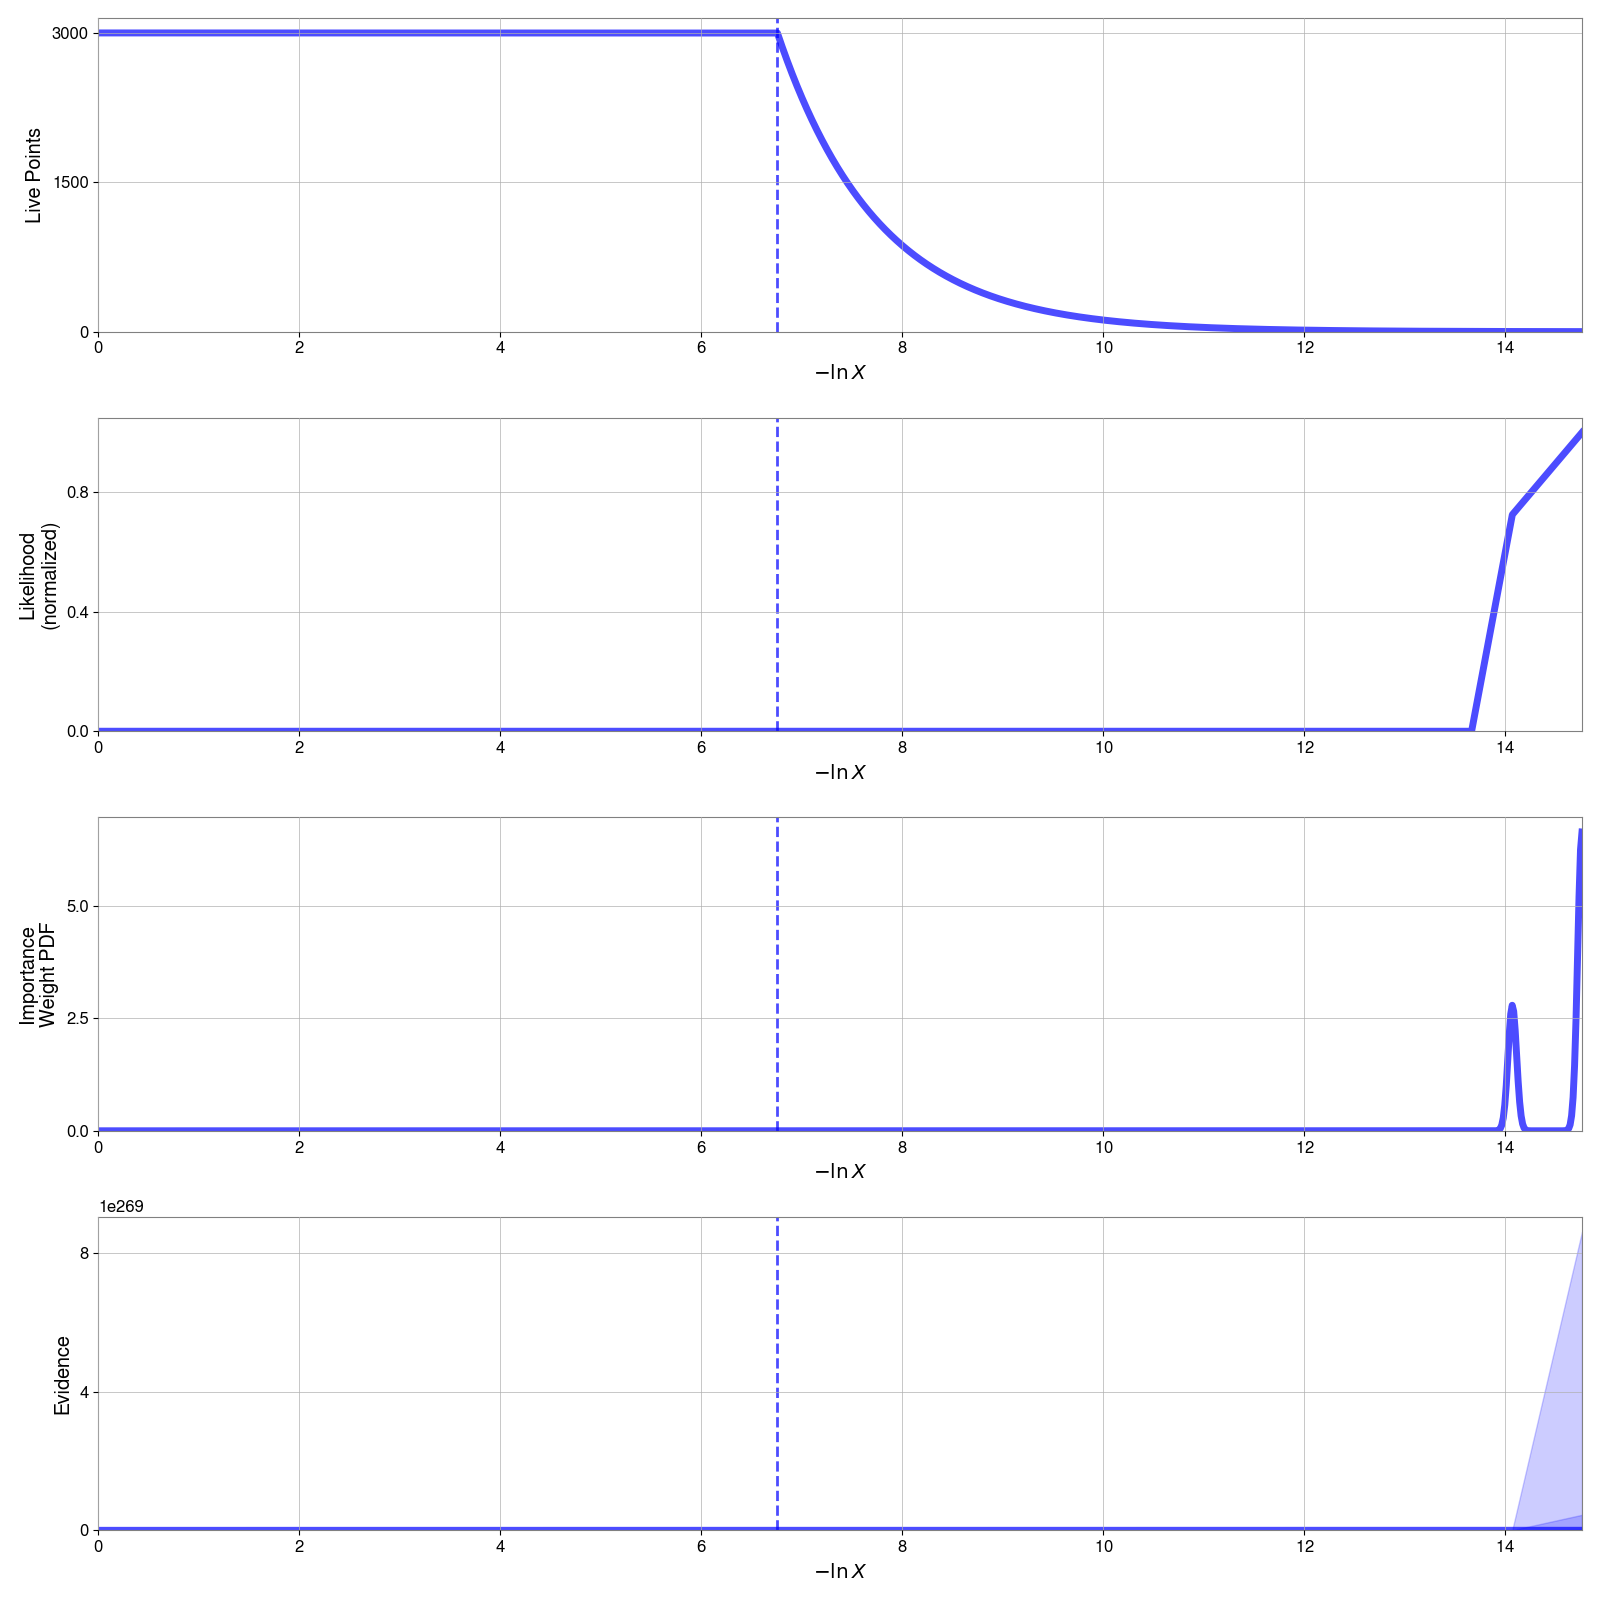 3000
1500
0
Live Points
0 2 4 6 8 10 12 14
−ln X
0.8
0.4
0.0
Likelihood
(normalized)
0 2 4 6 8 10 12 14
−ln X
5.0
2.5
0.0
Importance
Weight PDF
0 2 4 6 8 10 12 14
−ln X
1e269
8
4
0
Evidence
0 2 4 6 8 10 12 14
−ln X